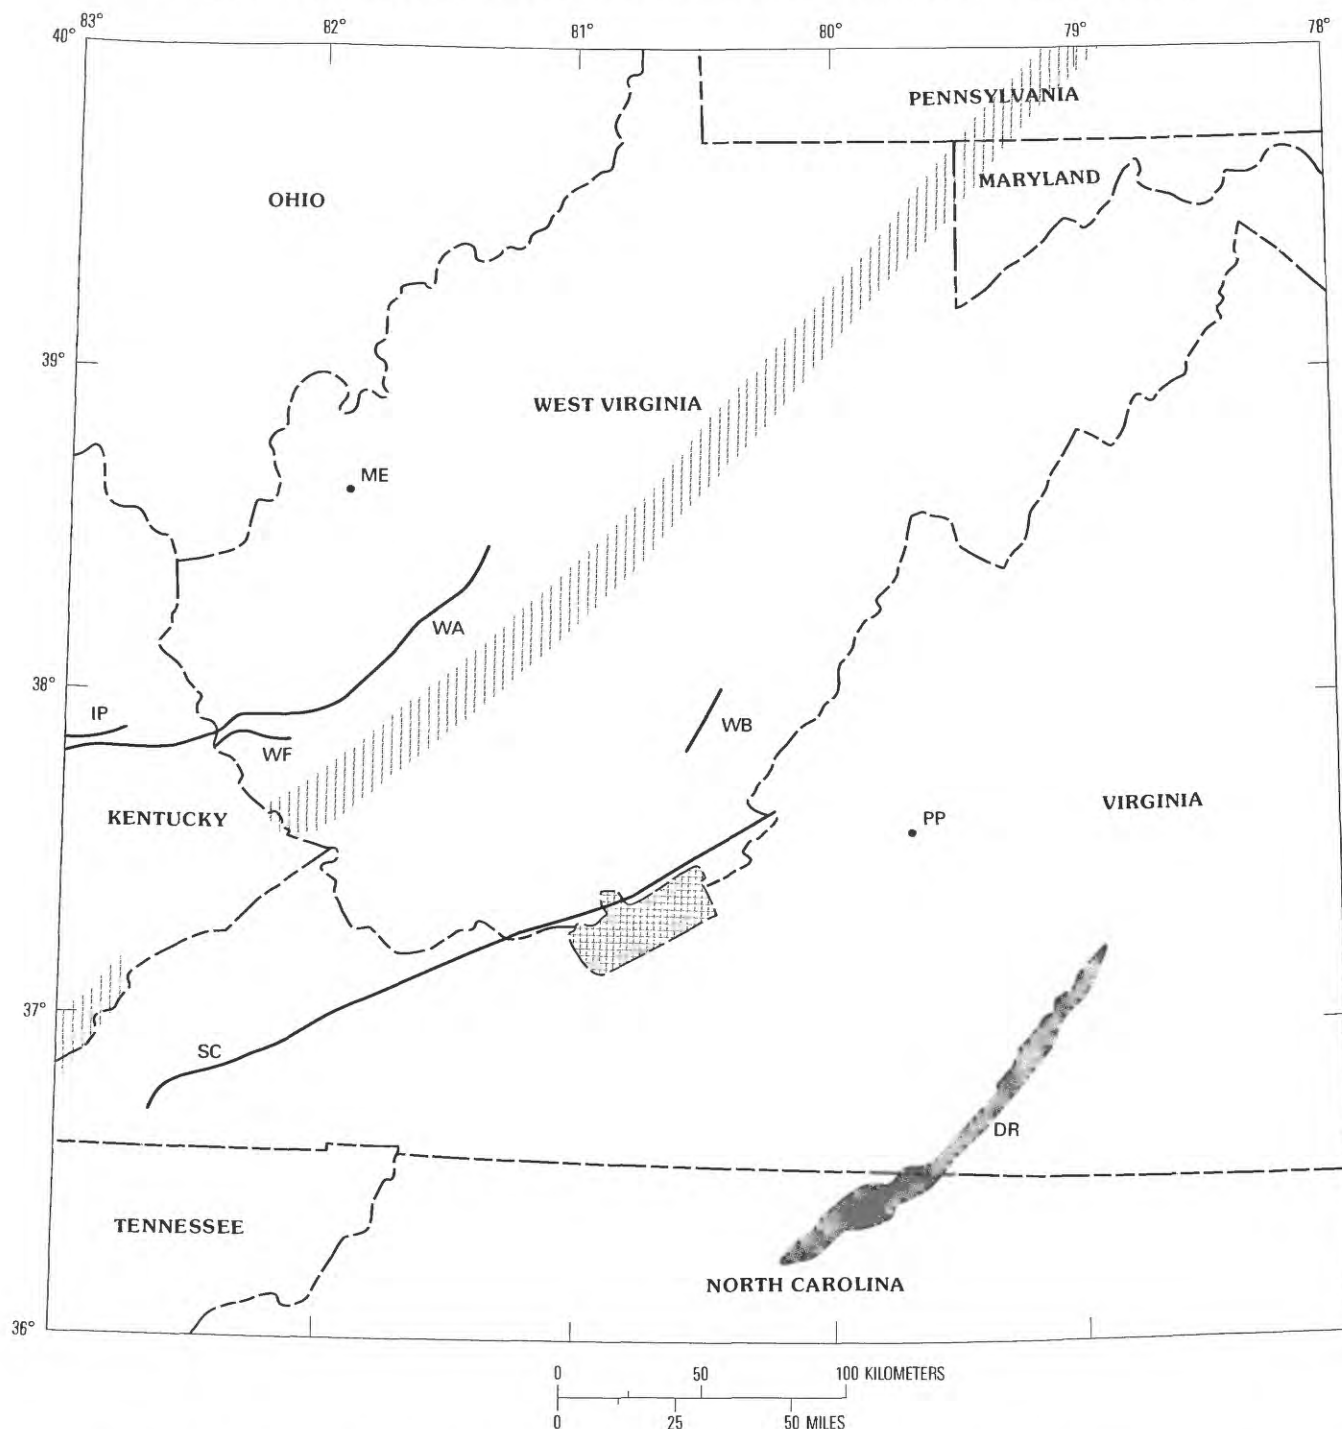 83°
82°
81°
80°
79°
78°
40°
PENNSYLVANIA
MARYLAND
OHIO
39°
WEST VIRGINIA
ME
WA
38°
IP
WF
WB
KENTUCKY
VIRGINIA
PP
37°
SC
DR
TENNESSEE
NORTH CAROLINA
36°
0 50 100 KILOMETERS
0 25 50 MILES